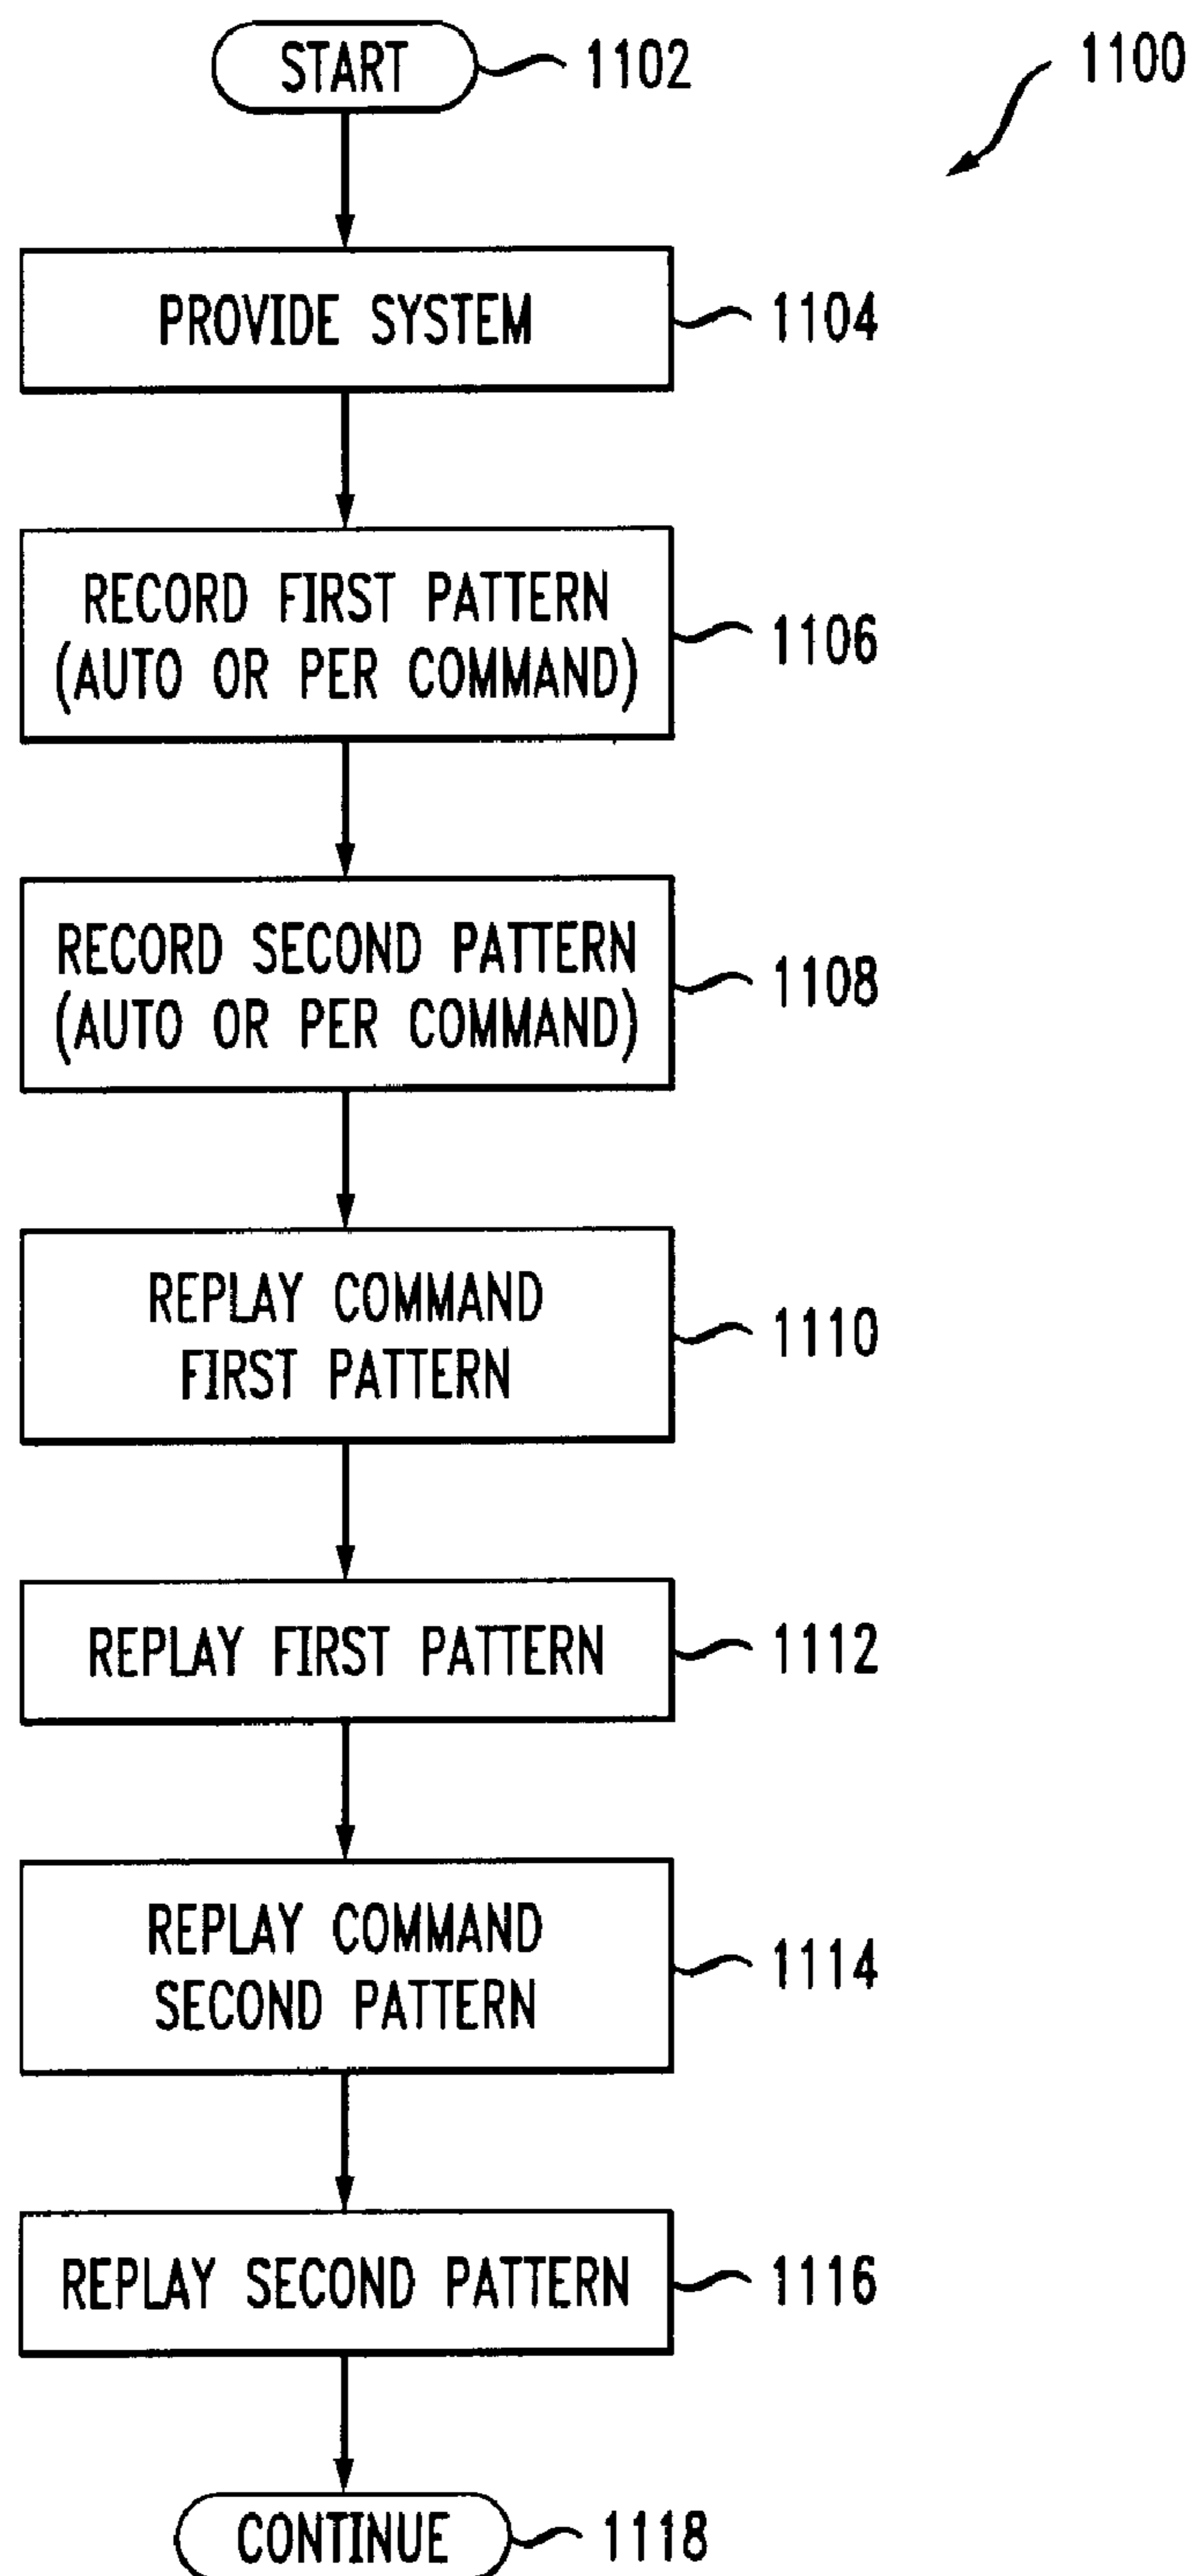 START 1102
1100
PROVIDE SYSTEM 1104
RECORD FIRST PATTERN
(AUTO OR PER COMMAND) 1106
RECORD SECOND PATTERN
(AUTO OR PER COMMAND) 1108
REPLAY COMMAND
FIRST PATTERN 1110
REPLAY FIRST PATTERN 1112
REPLAY COMMAND
SECOND PATTERN 1114
REPLAY SECOND PATTERN 1116
CONTINUE 1118